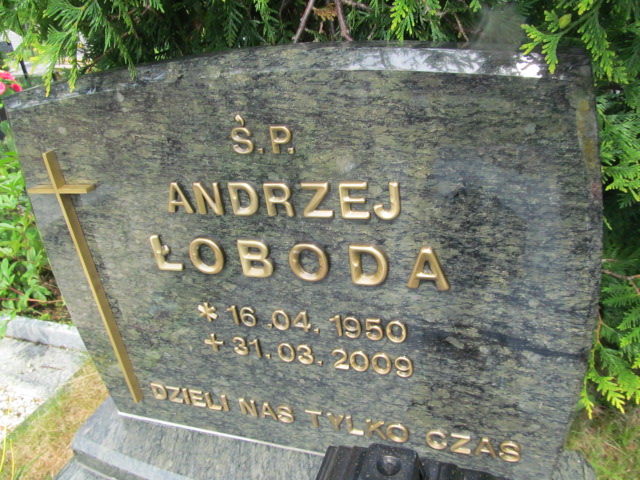 Ś.P.
ANDRZEJ
ŁOBODA
* 16.04.1950
+ 31.03.2009
DZIELI NAS TYLKO CZAS